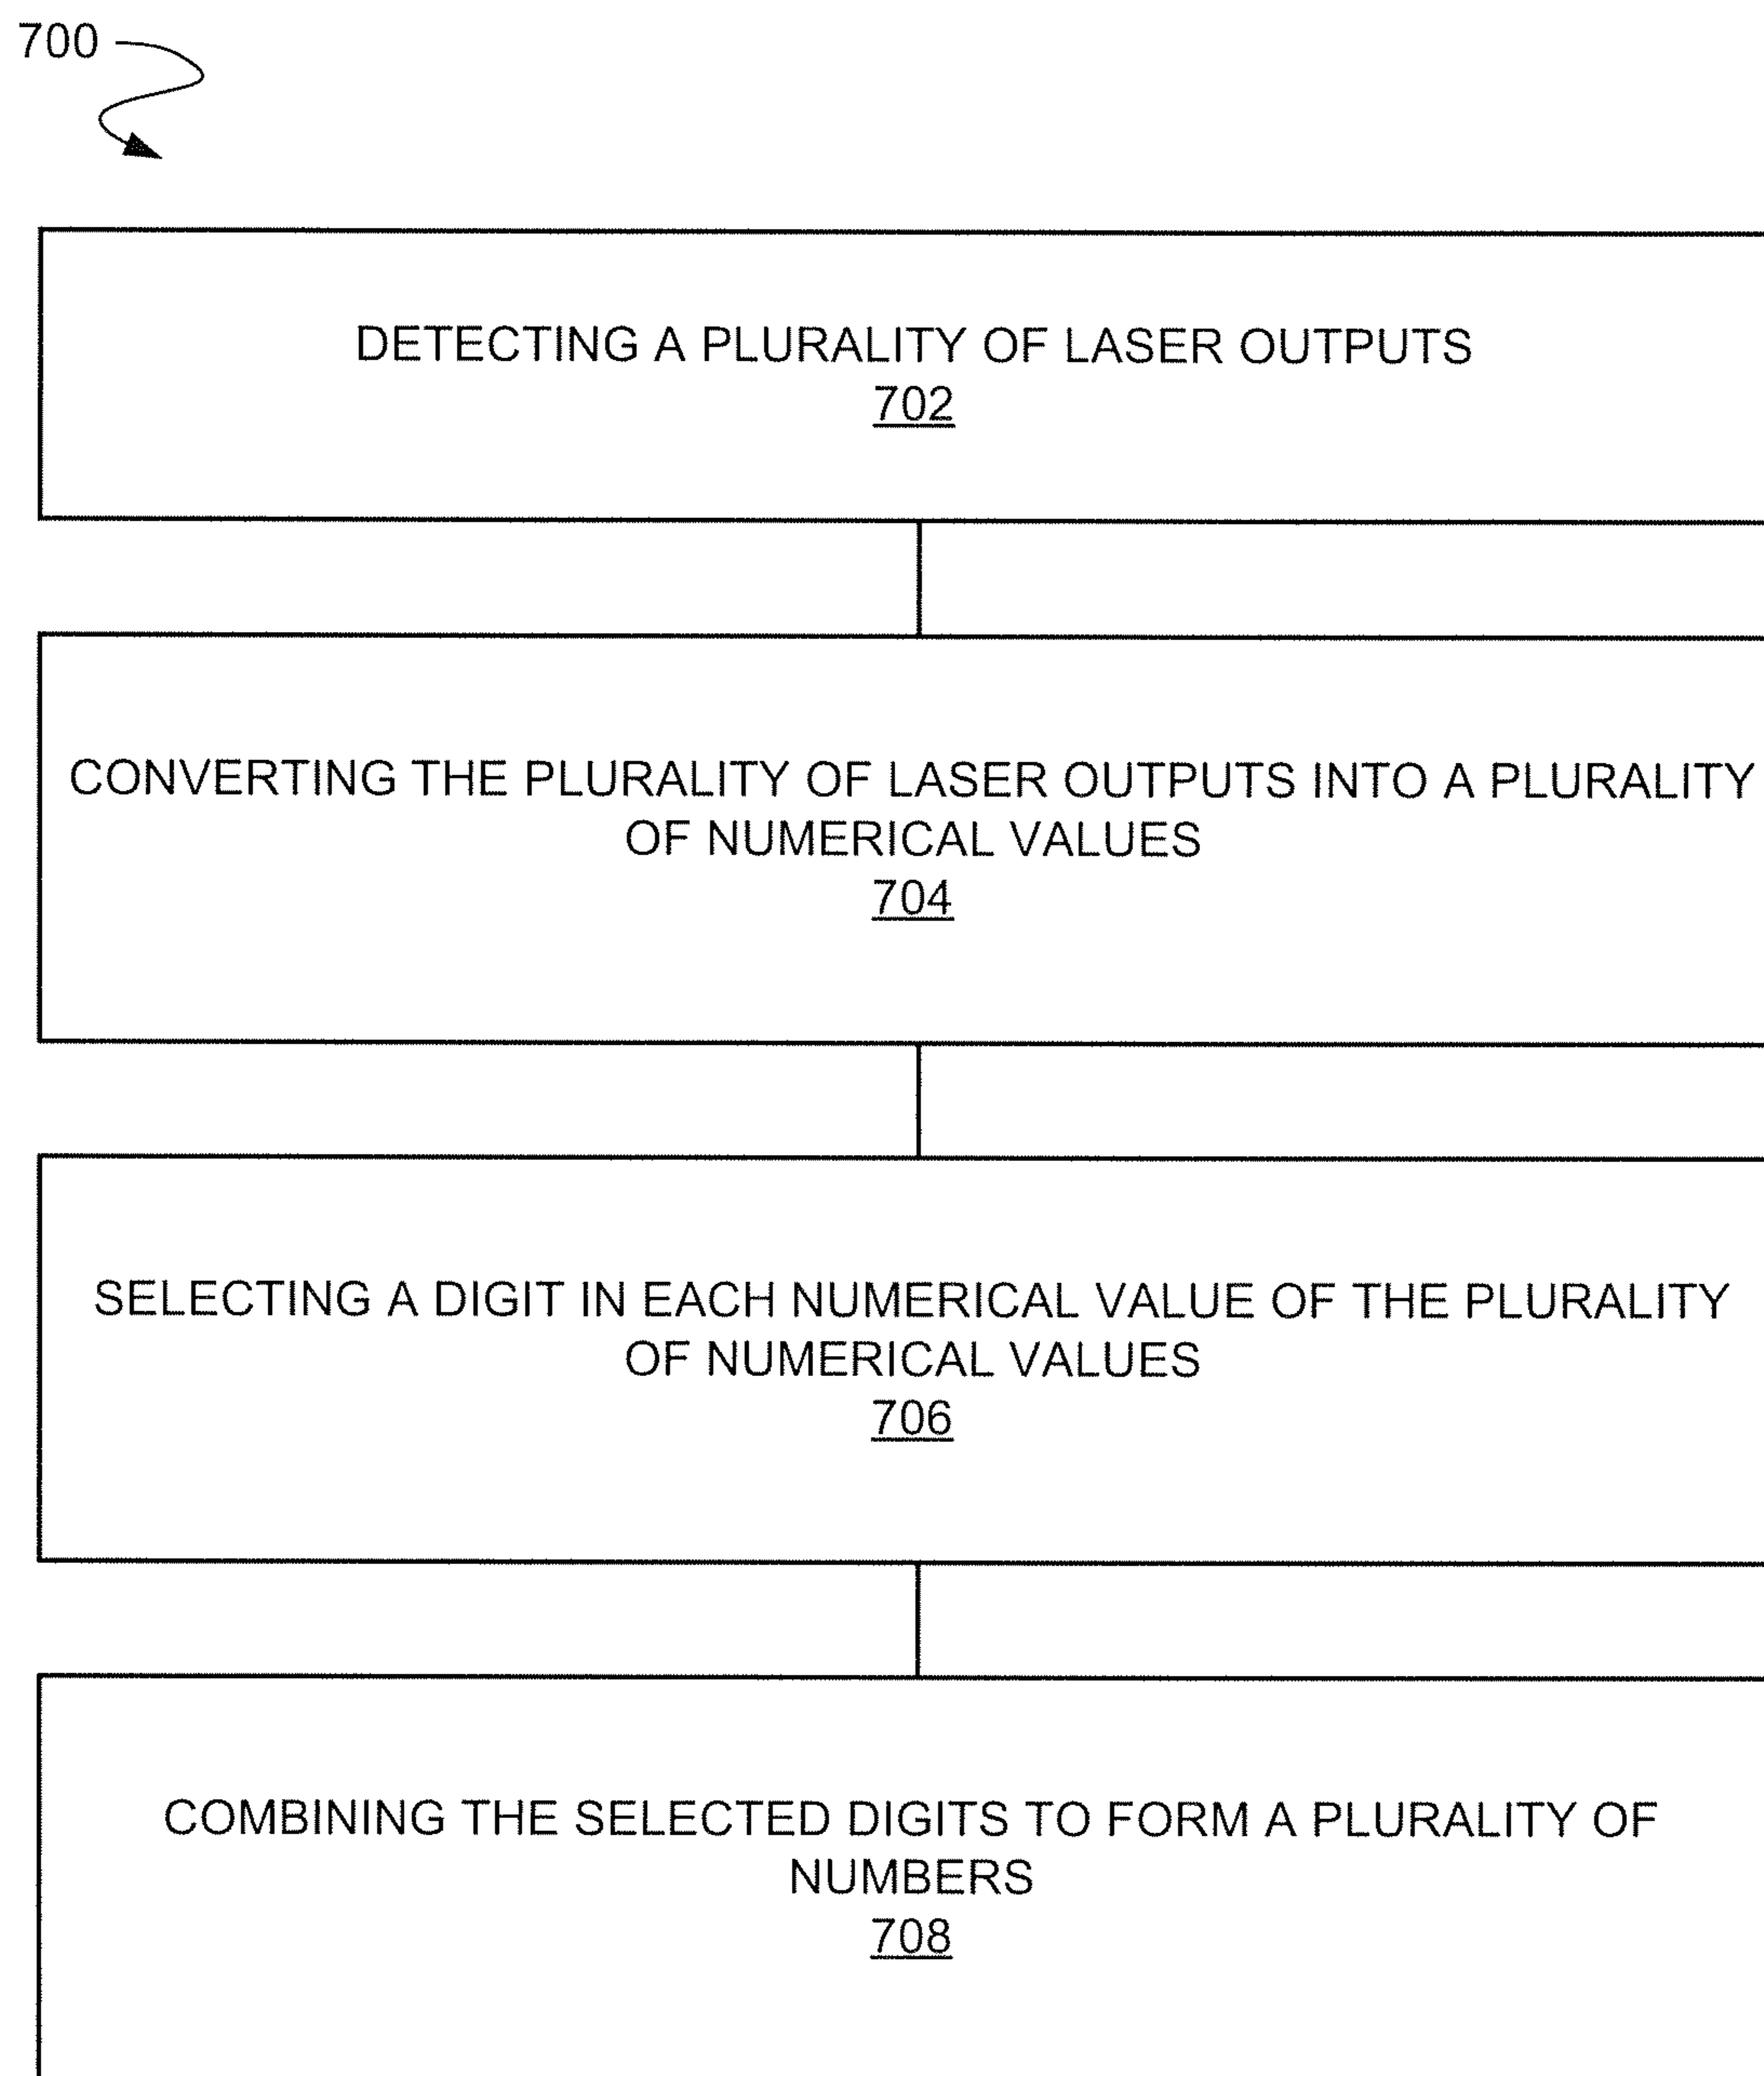 700
DETECTING A PLURALITY OF LASER OUTPUTS
702
CONVERTING THE PLURALITY OF LASER OUTPUTS INTO A PLURALITY
OF NUMERICAL VALUES
704
SELECTING A DIGIT IN EACH NUMERICAL VALUE OF THE PLURALITY
OF NUMERICAL VALUES
706
COMBINING THE SELECTED DIGITS TO FORM A PLURALITY OF
NUMBERS
708